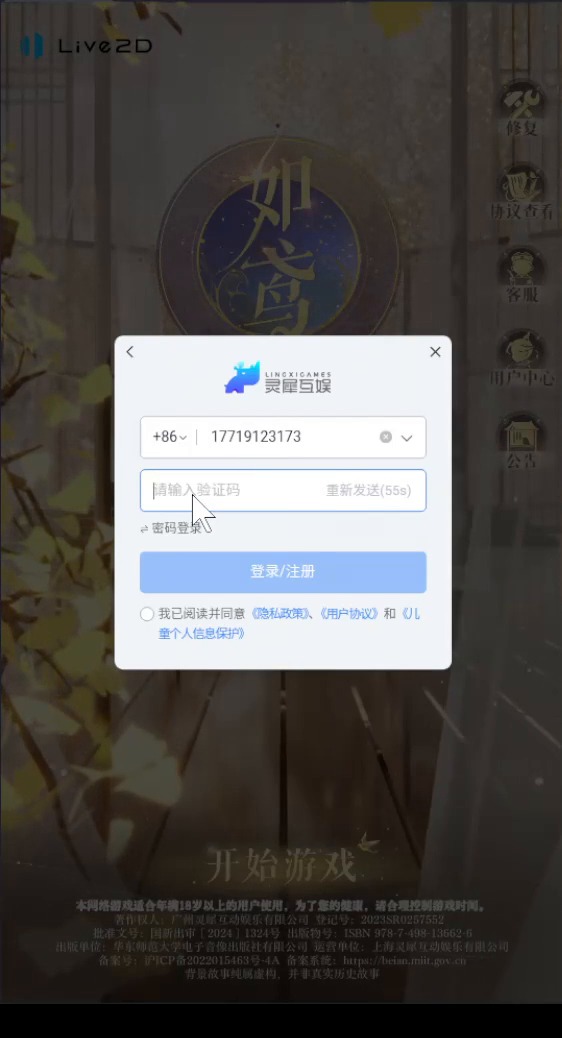 Live2D
修复
协议查看
客服
用户中心
公告
如鸢
LINGXIGAMES
灵犀互娱
+86 17719123173
请输入验证码 重新发送(55s)
密码登录
登录/注册
我已阅读并同意《隐私政策》、《用户协议》和《儿
童个人信息保护》
开始游戏
本网络游戏适合年满18岁以上的用户使用，为了您的健康，请合理控制游戏时间。
著作权人：广州灵犀互动娱乐有限公司 登记号：2023SR0257552
批准文号：国新出审［2024］1324号 出版物号：ISBN 978-7-498-13662-6
出版单位：华东师范大学电子音像出版社有限公司 运营单位：上海灵犀互动娱乐有限公司
备案号：沪ICP备2022015463号-4A 备案系统：https://beian.miit.gov.cn
背景故事纯属虚构，并非真实历史故事